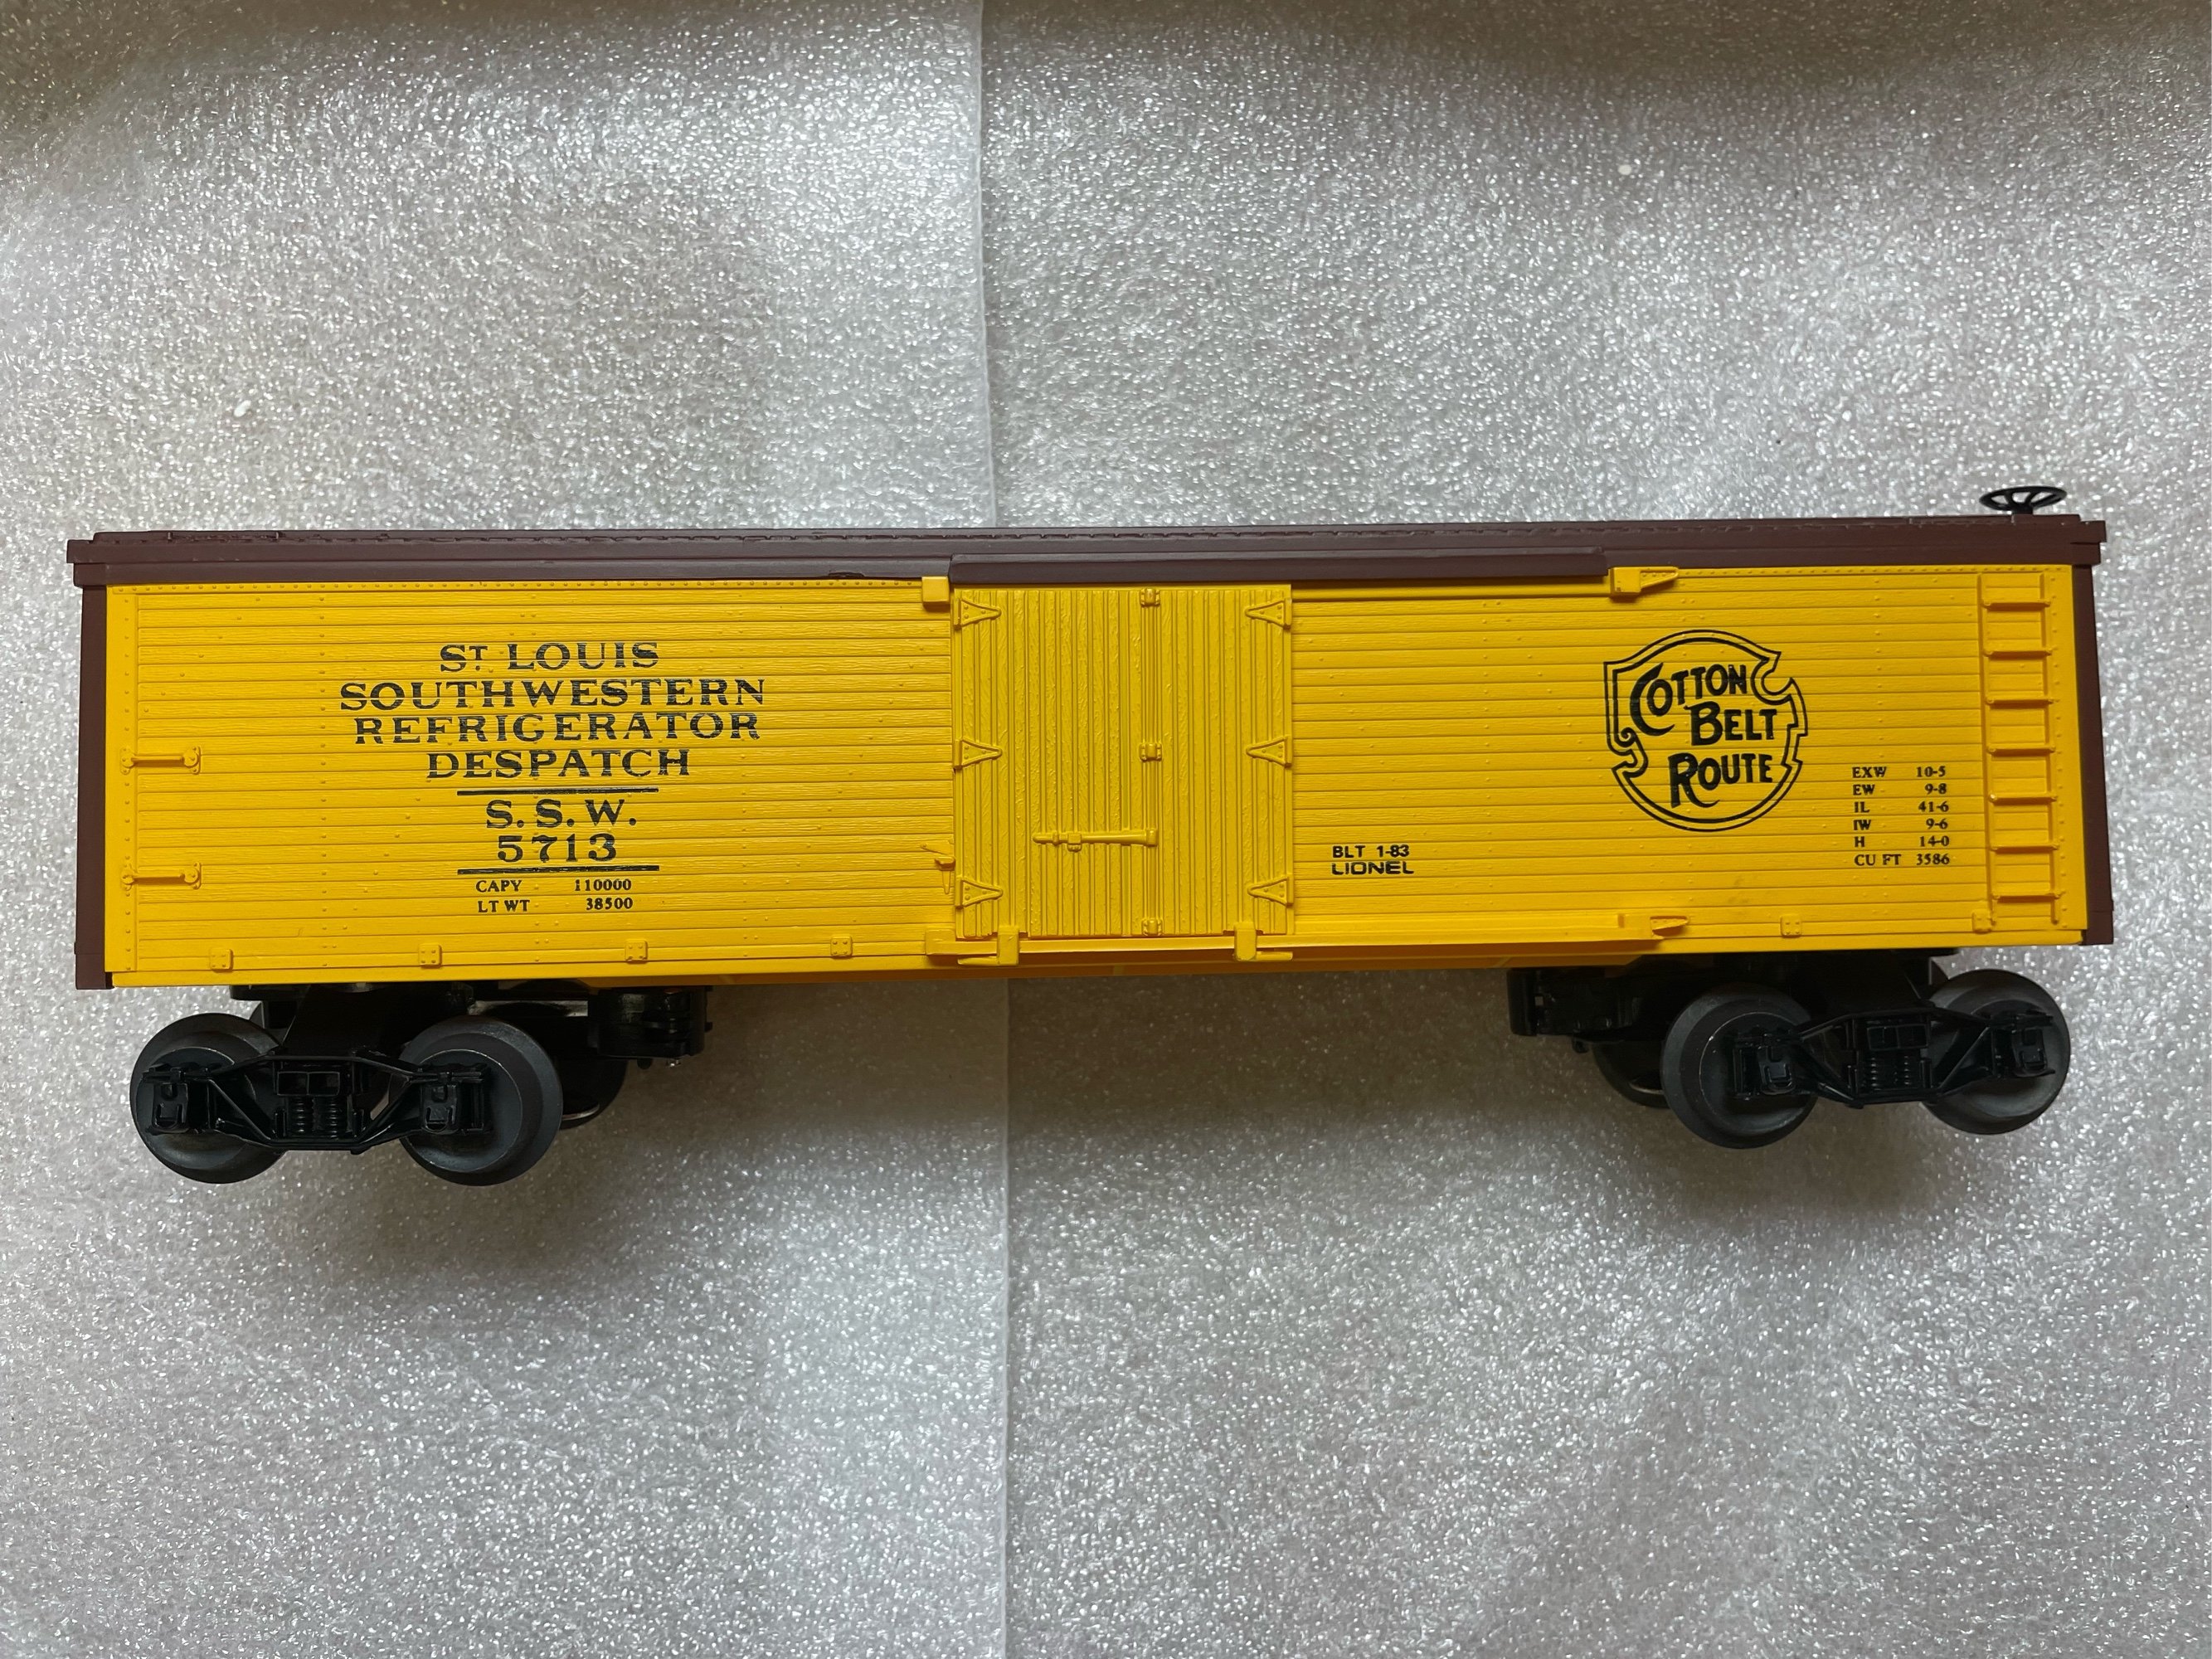 ST LOUIS
SOUTHWESTERN
REFRIGERATOR
DESPATCH
S. S. W.
5713
CAPY 110000
LT WT 38500
BLT 1-83
LIONEL
COTTON
BELT
ROUTE
EXW 10-5
EW 9-8
IL 41-6
IW 9-6
H 14-0
CU FT 3586